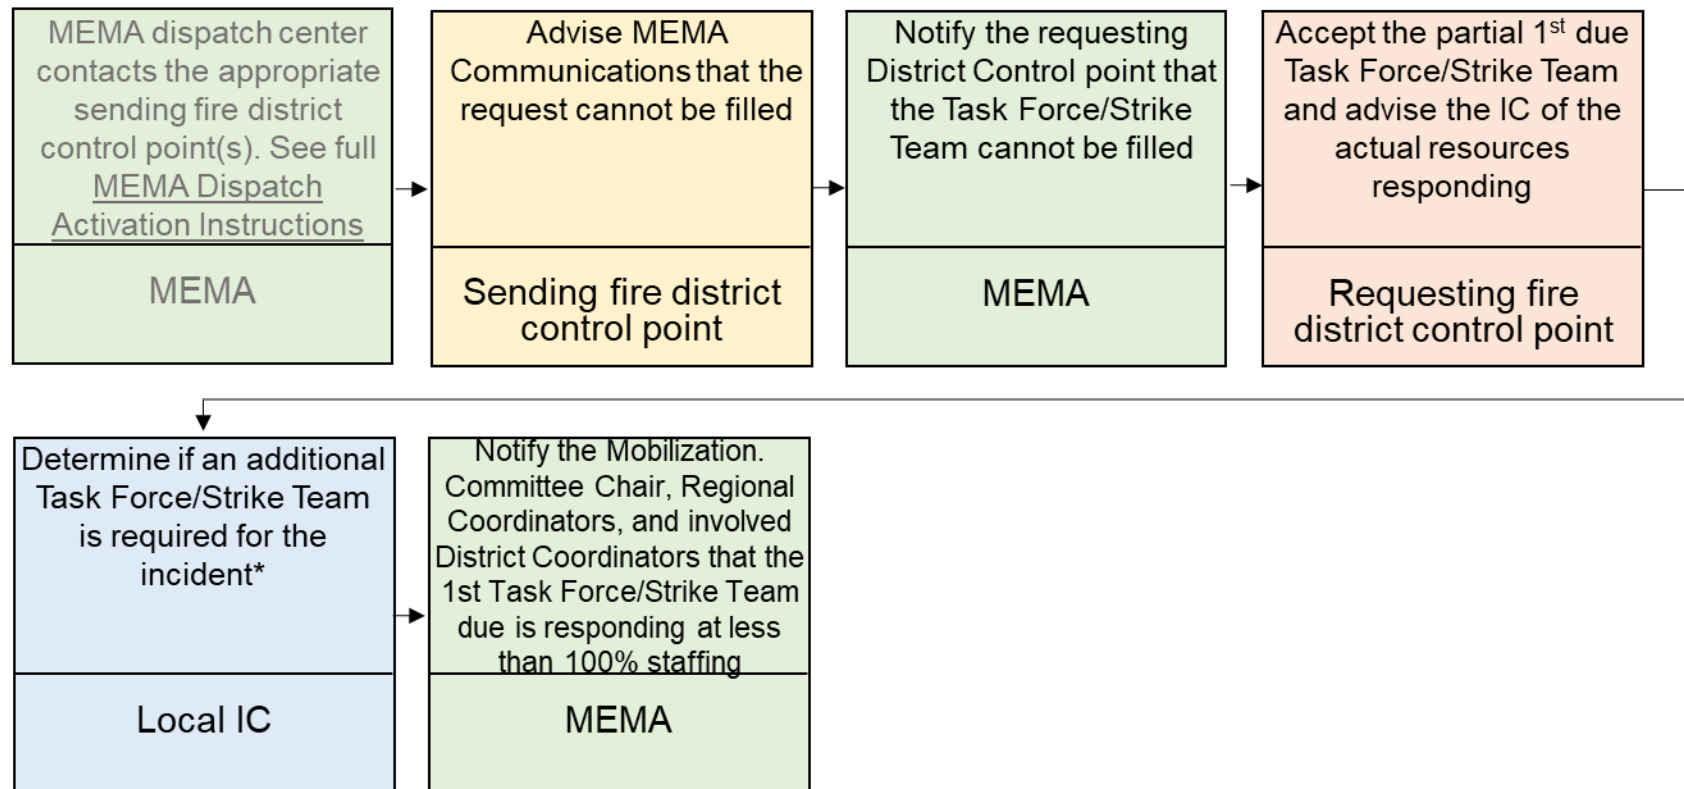 MEMA dispatch center
contacts the appropriate
sending fire district
control point(s). See full
MEMA Dispatch
Activation Instructions
MEMA
Advise MEMA
Communications that the
request cannot be filled
Sending fire district
control point
Notify the requesting
District Control point that
the Task Force/Strike
Team cannot be filled
MEMA
Accept the partial 1st due
Task Force/Strike Team
and advise the IC of the
actual resources
responding
Requesting fire
district control point
Determine if an additional
Task Force/Strike Team
is required for the
incident*
Local IC
Notify the Mobilization.
Committee Chair, Regional
Coordinators, and involved
District Coordinators that the
1st Task Force/Strike Team
due is responding at less
than 100% staffing
MEMA